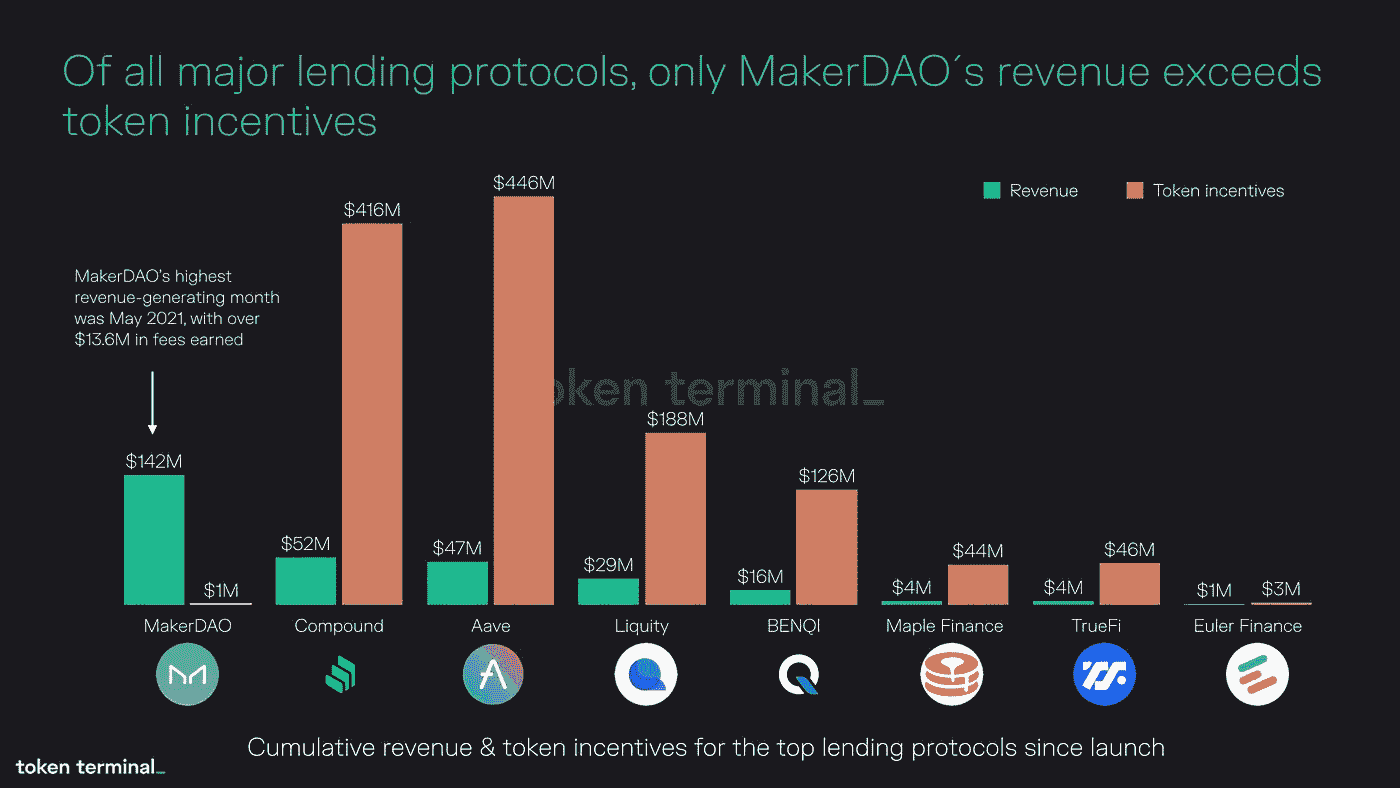 Of all major lending protocols, only MakerDAO´s revenue exceeds
token incentives
Revenue
Token incentives
MakerDAO's highest
revenue-generating month
was May 2021, with over
$13.6M in fees earned
token terminal_
$142M
$1M
$52M
$416M
$47M
$446M
$29M
$188M
$16M
$126M
$4M
$44M
$4M
$46M
$1M
$3M
MakerDAO
Compound
Aave
Liquity
BENQI
Maple Finance
TrueFi
Euler Finance
Cumulative revenue & token incentives for the top lending protocols since launch
token terminal_